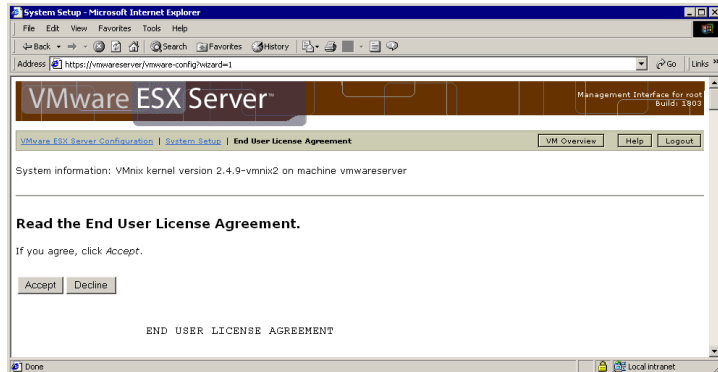 System Setup - Microsoft Internet Explorer
File Edit View Favorites Tools Help
Back Search Favorites History
Address https://vmwareserver/vmware-config?wizard=1 Go Links »
VMware ESX Server™
Management Interface for root
Build: 1803
VMware ESX Server Configuration | System Setup | End User License Agreement VM Overview Help Logout
System information: VMnix kernel version 2.4.9-vmnix2 on machine vmwareserver
Read the End User License Agreement.
If you agree, click Accept.
Accept Decline
END USER LICENSE AGREEMENT
Done Local intranet